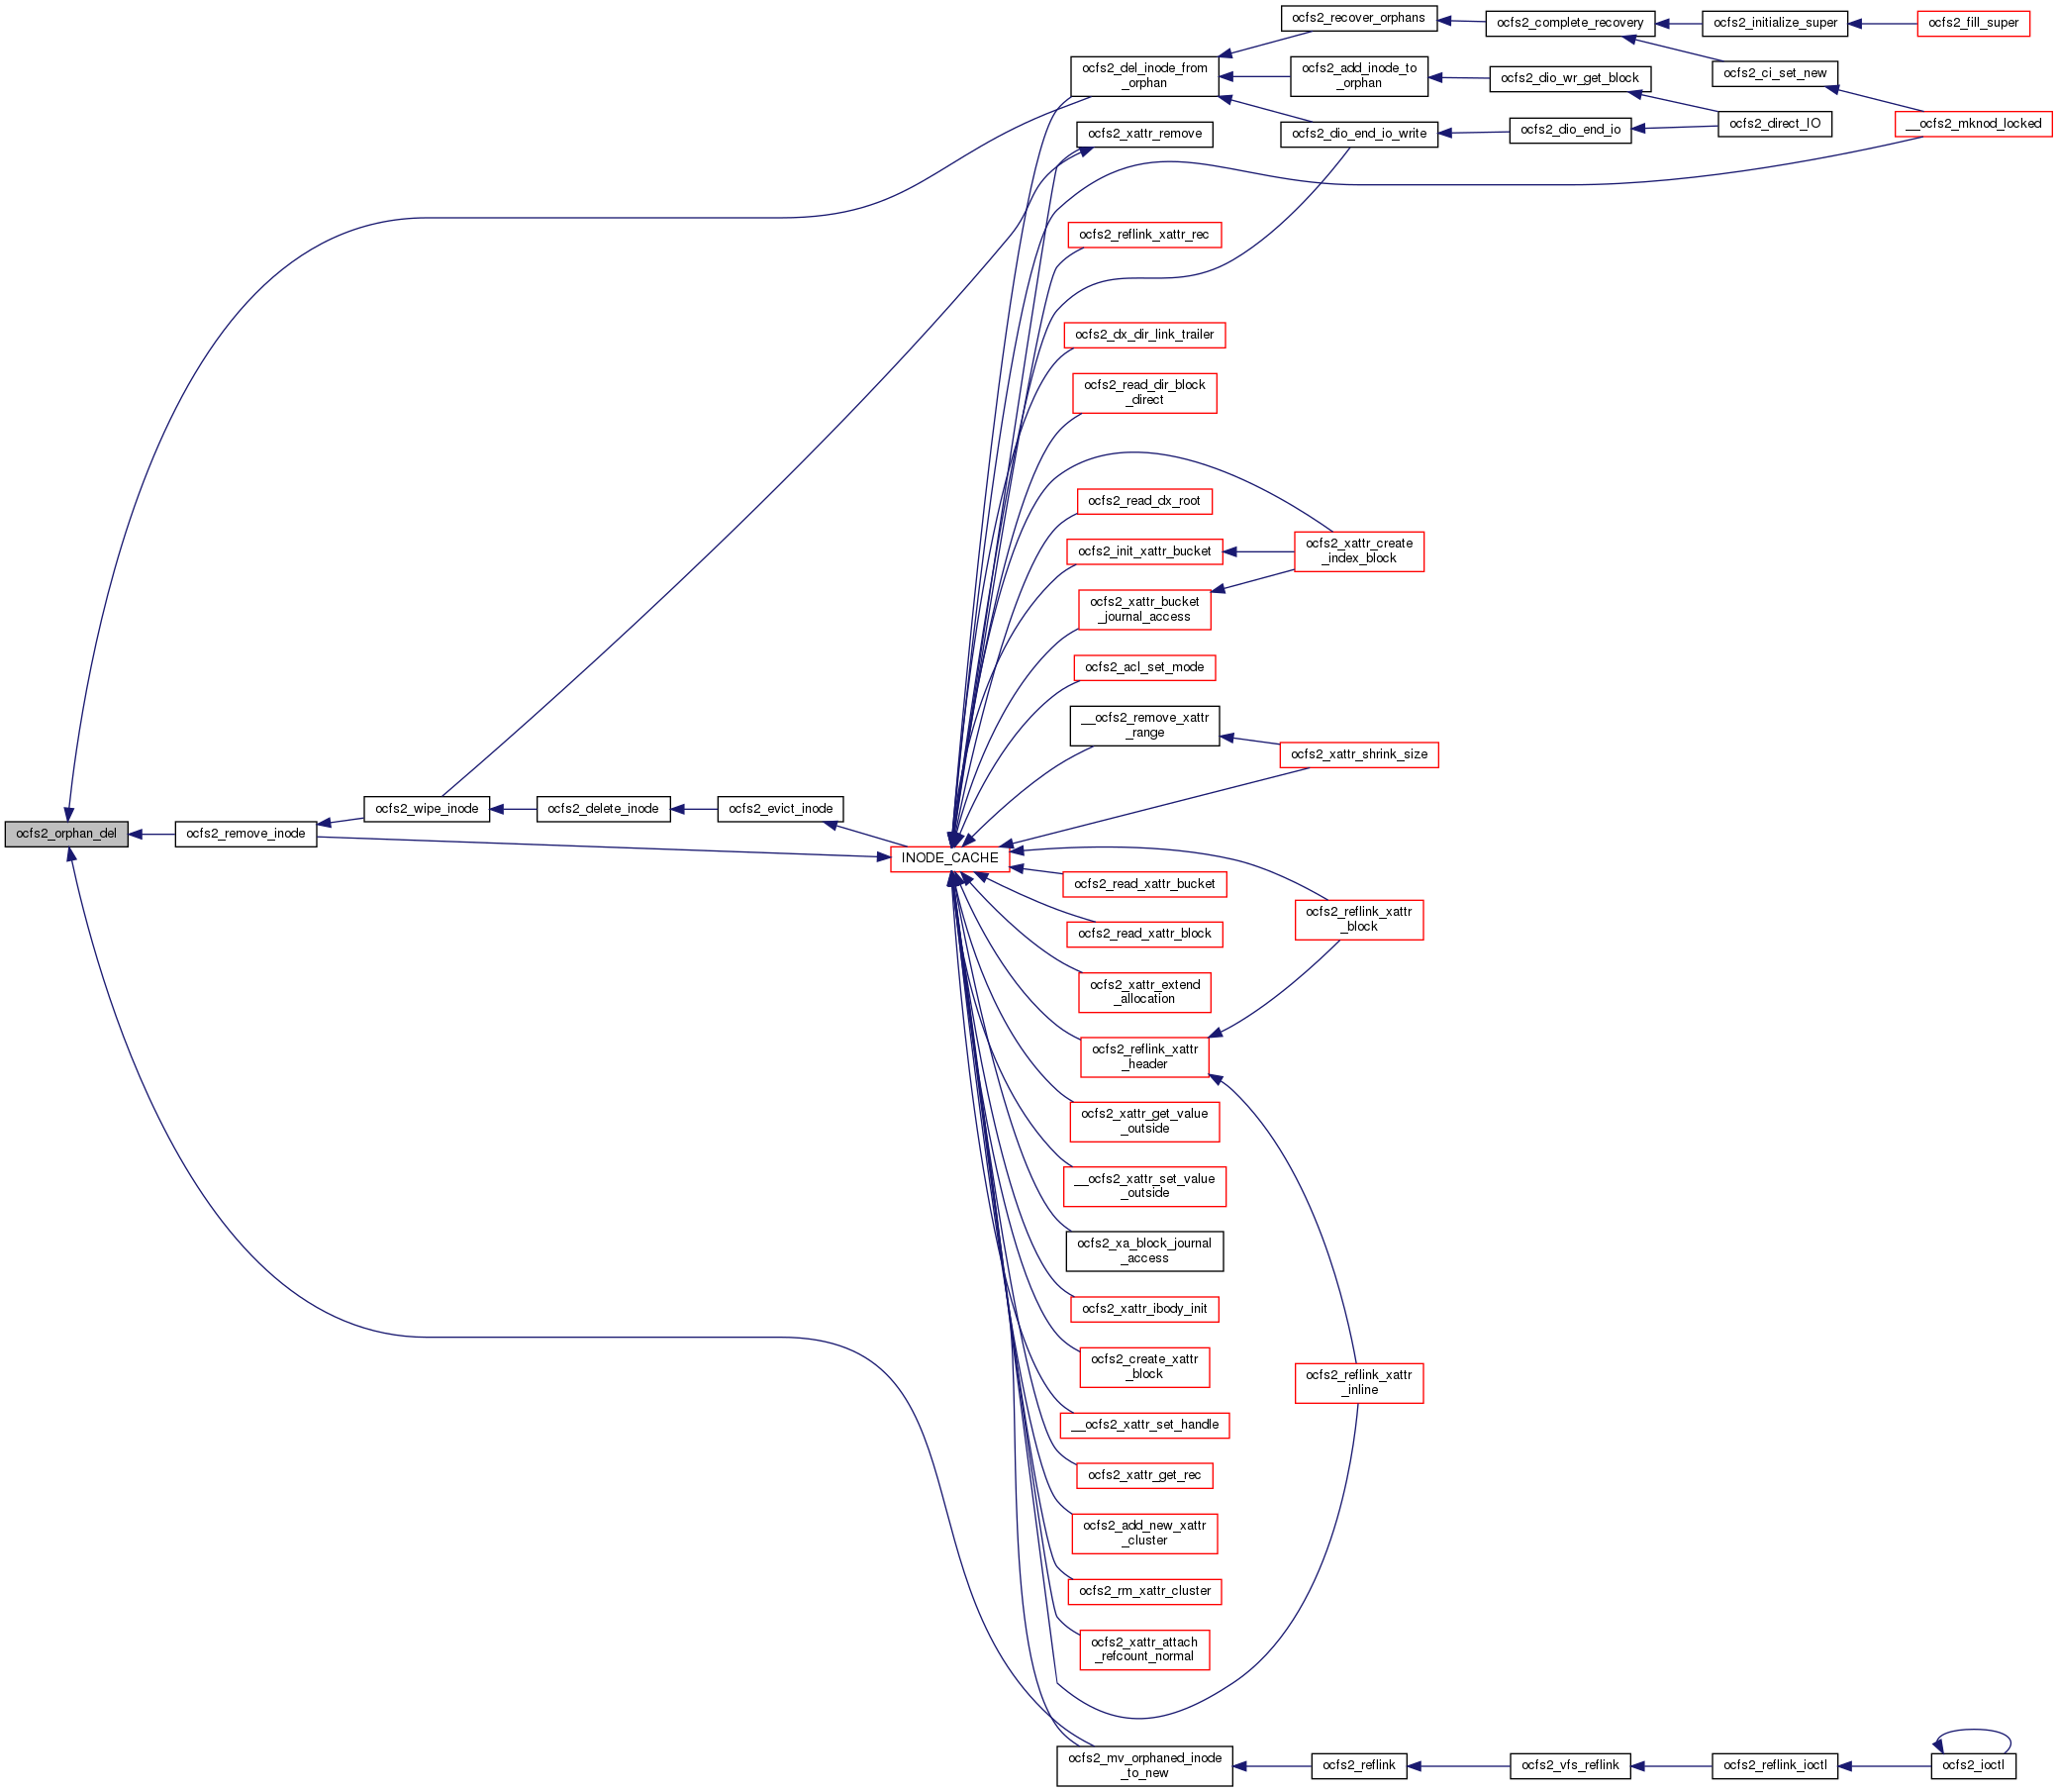 ocfs2_recover_orphans
ocfs2_complete_recovery
ocfs2_initialize_super
ocfs2_fill_super
ocfs2_del_inode_from
_orphan
ocfs2_add_inode_to
_orphan
ocfs2_dio_wr_get_block
ocfs2_ci_set_new
ocfs2_xattr_remove
ocfs2_dio_end_io_write
ocfs2_dio_end_io
ocfs2_direct_IO
__ocfs2_mknod_locked
ocfs2_reflink_xattr_rec
ocfs2_dx_dir_link_trailer
ocfs2_read_dir_block
_direct
ocfs2_read_dx_root
ocfs2_init_xattr_bucket
ocfs2_xattr_create
_index_block
ocfs2_xattr_bucket
_journal_access
ocfs2_acl_set_mode
__ocfs2_remove_xattr
_range
ocfs2_xattr_shrink_size
ocfs2_orphan_del
ocfs2_remove_inode
ocfs2_wipe_inode
ocfs2_delete_inode
ocfs2_evict_inode
INODE_CACHE
ocfs2_read_xattr_bucket
ocfs2_reflink_xattr
_block
ocfs2_read_xattr_block
ocfs2_xattr_extend
_allocation
ocfs2_reflink_xattr
_header
ocfs2_xattr_get_value
_outside
__ocfs2_xattr_set_value
_outside
ocfs2_xa_block_journal
_access
ocfs2_xattr_ibody_init
ocfs2_create_xattr
_block
ocfs2_reflink_xattr
_inline
__ocfs2_xattr_set_handle
ocfs2_xattr_get_rec
ocfs2_add_new_xattr
_cluster
ocfs2_rm_xattr_cluster
ocfs2_xattr_attach
_refcount_normal
ocfs2_mv_orphaned_inode
_to_new
ocfs2_reflink
ocfs2_vfs_reflink
ocfs2_reflink_ioctl
ocfs2_ioctl